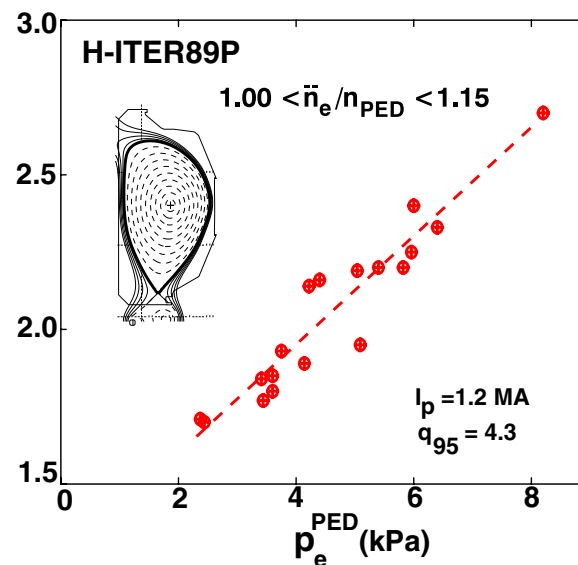 3.0
H-ITER89P
1.00 < n̄e/nPED < 1.15
2.5
2.0
Ip =1.2 MA
q95 = 4.3
1.5
0 2 4 6 8
pePED(kPa)